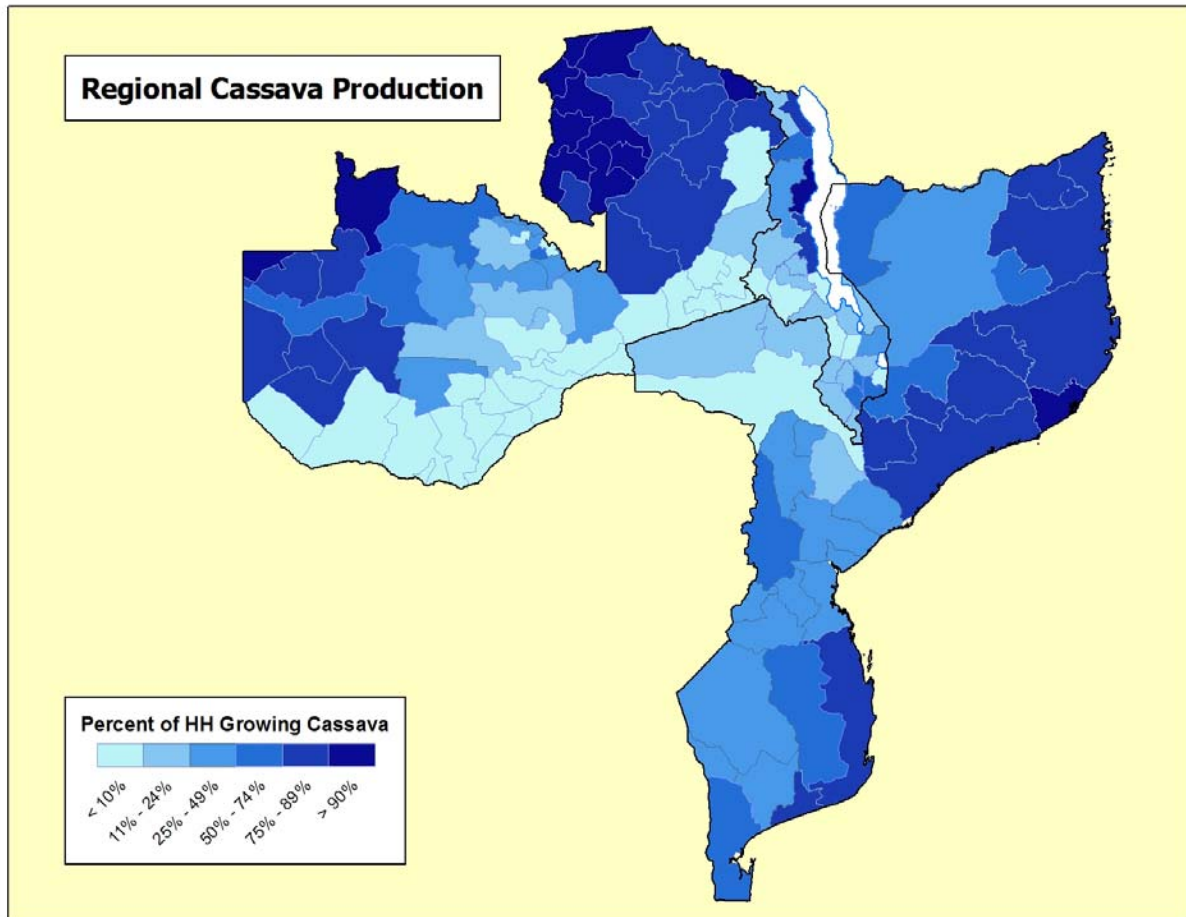 Regional Cassava Production
Percent of HH Growing Cassava
< 10%
11% - 24%
25% - 49%
50% - 74%
75% - 89%
> 90%